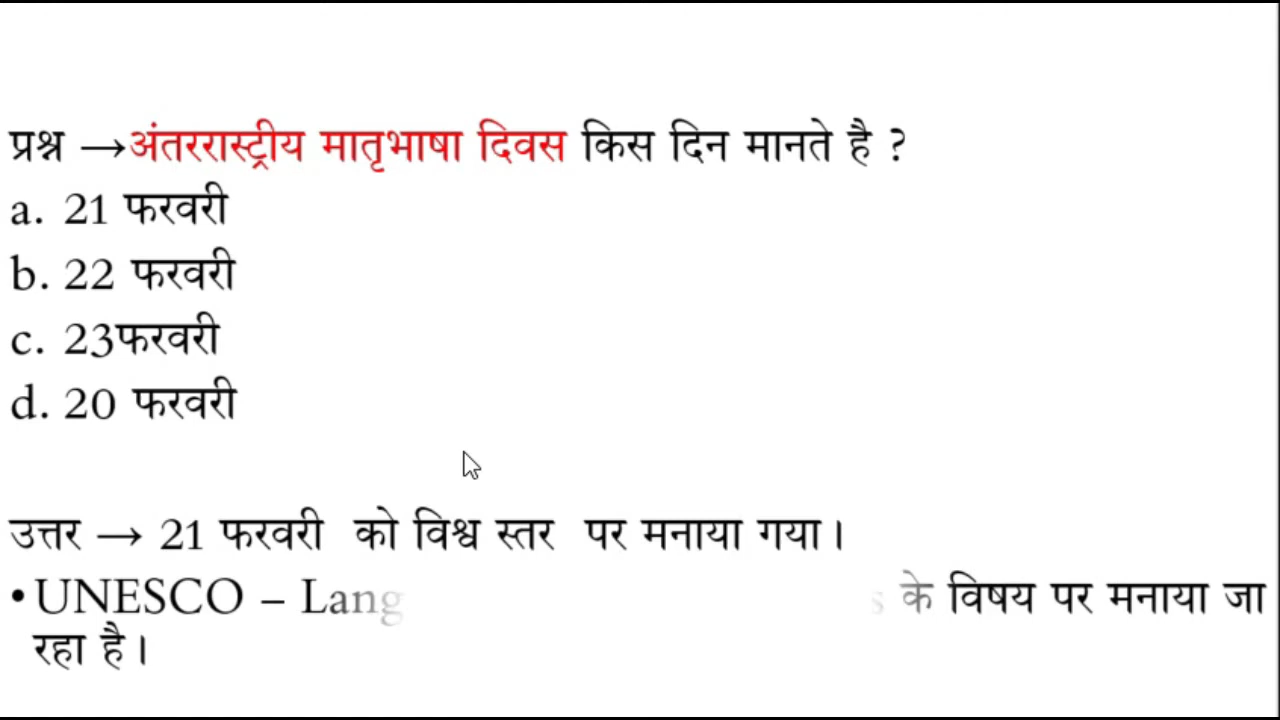 प्रश्न →अंतररास्ट्रीय मातृभाषा दिवस किस दिन मानते है ?
a. 21 फरवरी
b. 22 फरवरी
c. 23फरवरी
d. 20 फरवरी
उत्तर → 21 फरवरी को विश्व स्तर पर मनाया गया।
•UNESCO – के विषय पर मनाया जा
रहा है।